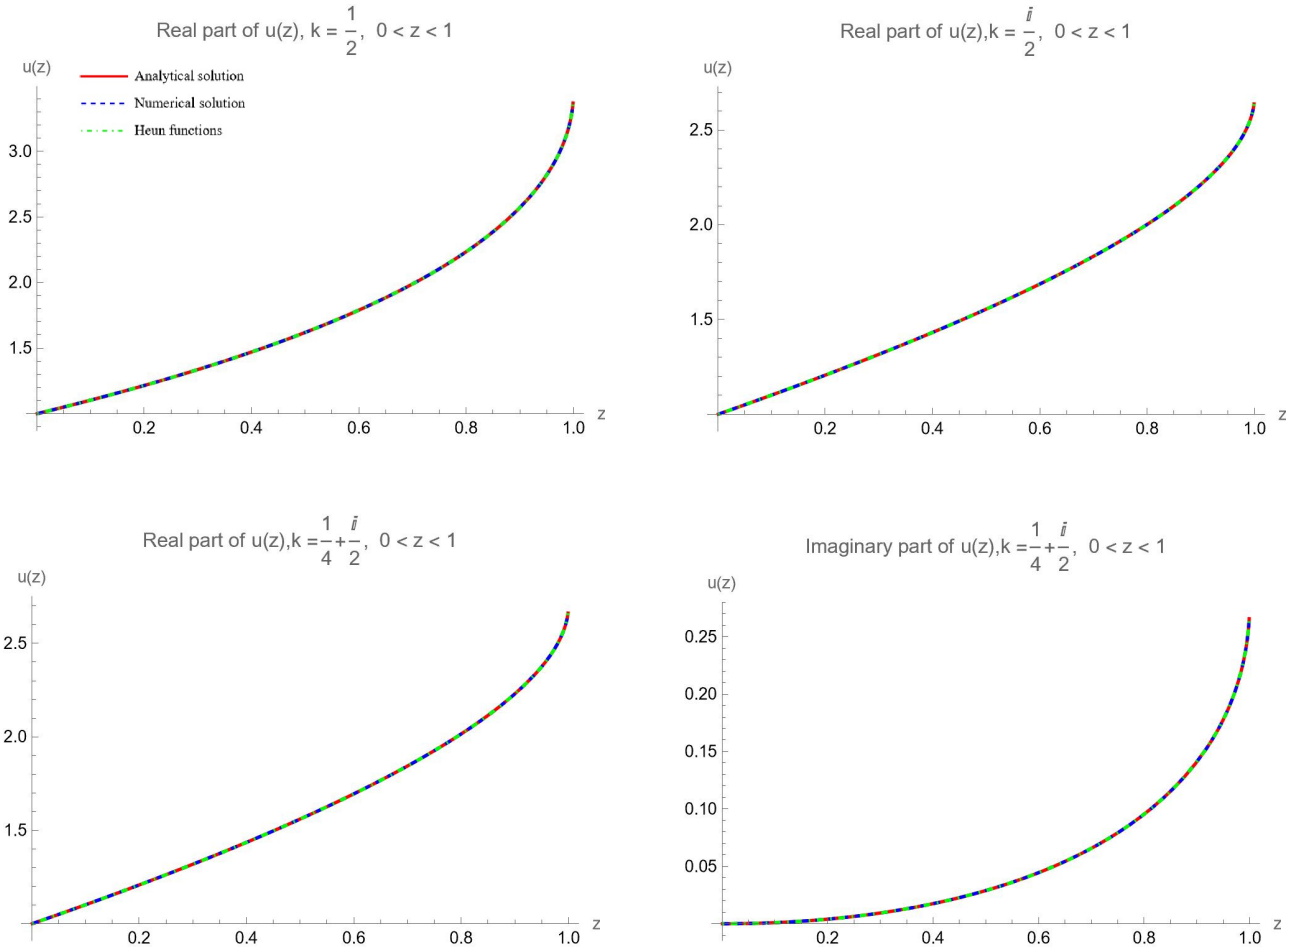 Real part of u(z), k = 1/2, 0 < z < 1
u(z)
Analytical solution
Numerical solution
Heun functions
3.0
2.5
2.0
1.5
0.2 0.4 0.6 0.8 1.0 z
Real part of u(z),k = ⅈ/2, 0 < z < 1
u(z)
2.5
2.0
1.5
0.2 0.4 0.6 0.8 1.0 z
Real part of u(z),k = 1/4 + ⅈ/2, 0 < z < 1
u(z)
2.5
2.0
1.5
0.2 0.4 0.6 0.8 1.0 z
Imaginary part of u(z),k = 1/4 + ⅈ/2, 0 < z < 1
u(z)
0.25
0.20
0.15
0.10
0.05
0.2 0.4 0.6 0.8 1.0 z